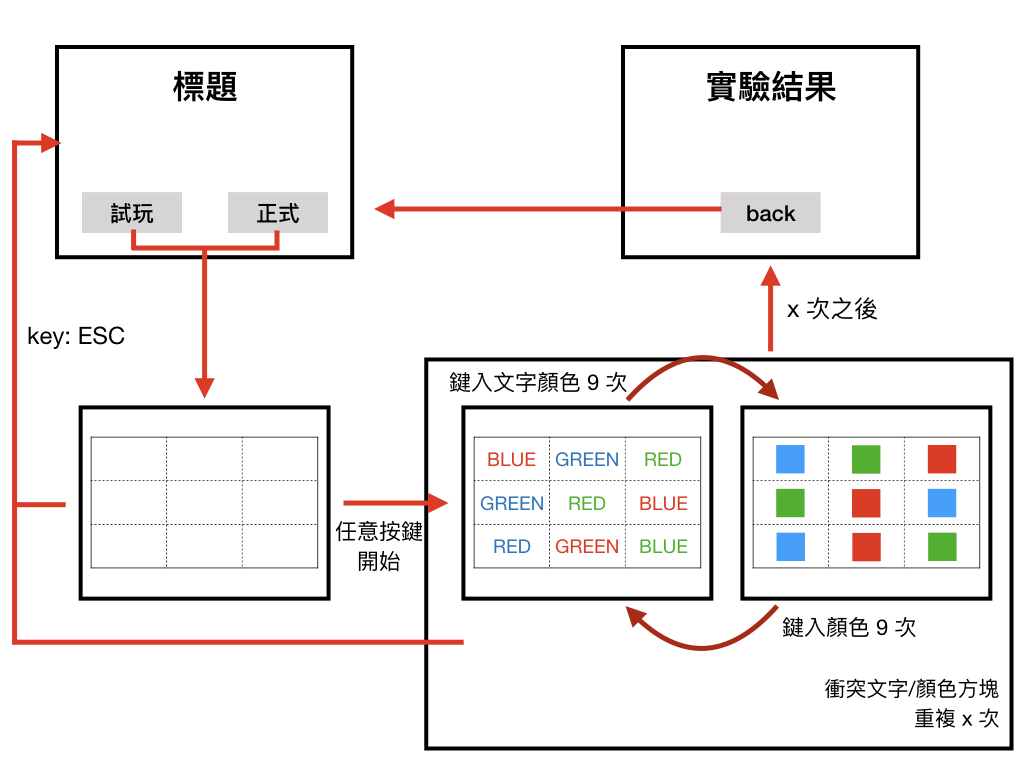 標題
試玩
正式
實驗結果
back
key: ESC
x 次之後
任意按鍵
開始
鍵入文字顏色 9 次
BLUE GREEN RED
GREEN RED BLUE
RED GREEN BLUE
鍵入顏色 9 次
衝突文字/顏色方塊
重複 x 次